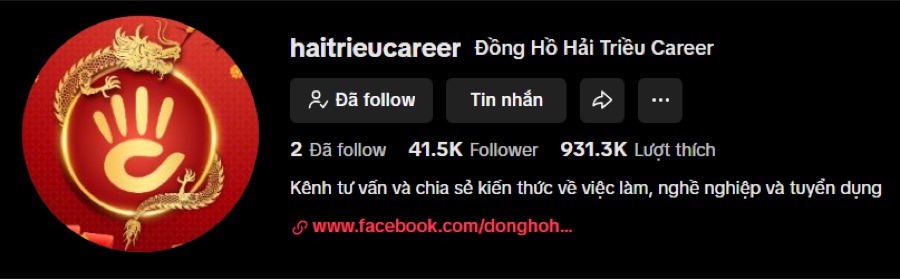 haitrieucareer Đồng Hồ Hải Triều Career
Đã follow Tin nhắn
2 Đã follow 41.5K Follower 931.3K Lượt thích
Kênh tư vấn và chia sẻ kiến thức về việc làm, nghề nghiệp và tuyển dụng
www.facebook.com/donghoh...